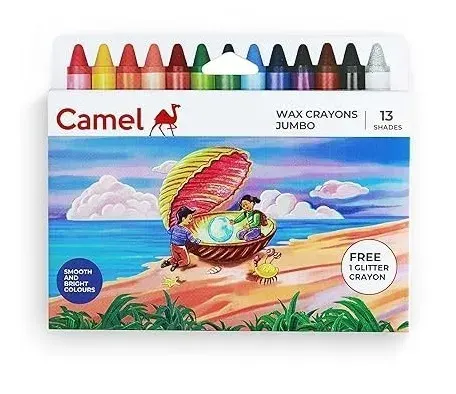 Camel
WAX CRAYONS
JUMBO
13
SHADES
SMOOTH
AND
BRIGHT
COLOURS
FREE
1 GLITTER
CRAYON